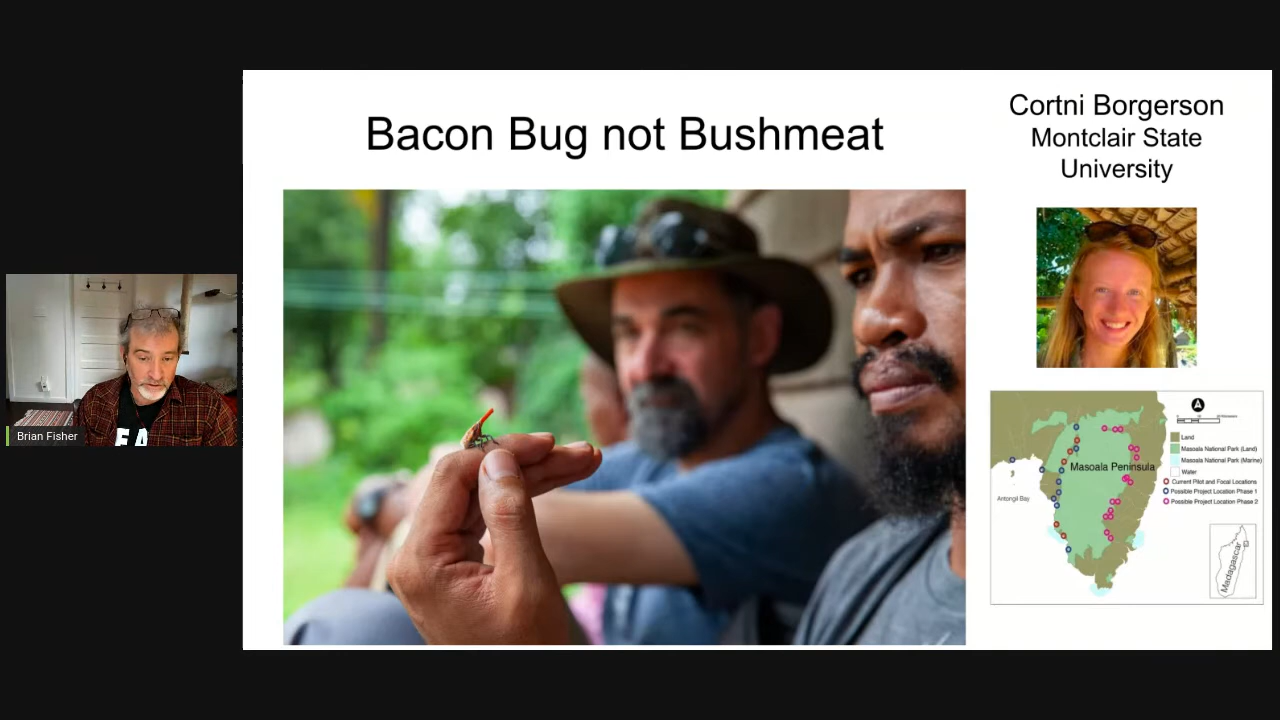 Bacon Bug not Bushmeat
Cortni Borgerson
Montclair State
University
Masoala Peninsula
Antongil Bay
Land
Masoala National Park (Land)
Masoala National Park (Marine)
Water
Current Pilot and Focal Locations
Possible Project Location Phase 1
Possible Project Location Phase 2
Madagascar
Brian Fisher